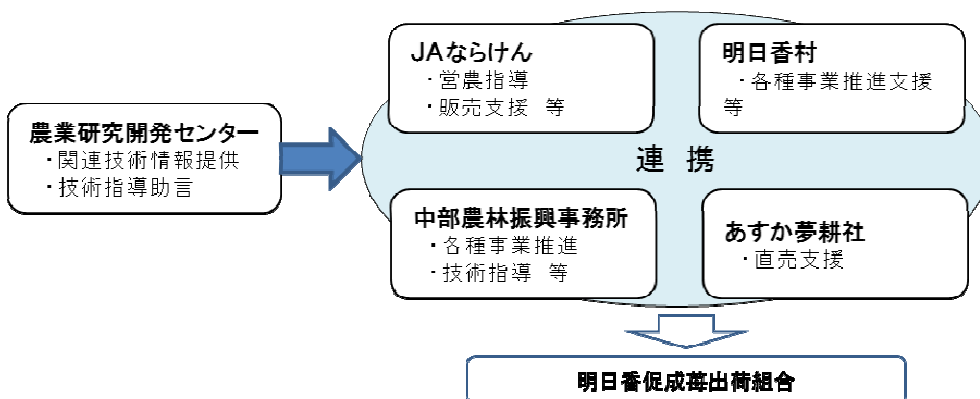 JAならけん
・営農指導
・販売支援 等
明日香村
・各種事業推進支援
等
農業研究開発センター
・関連技術情報提供
・技術指導助言
連 携
中部農林振興事務所
・各種事業推進
・技術指導 等
あすか夢耕社
・直売支援
明日香促成苺出荷組合